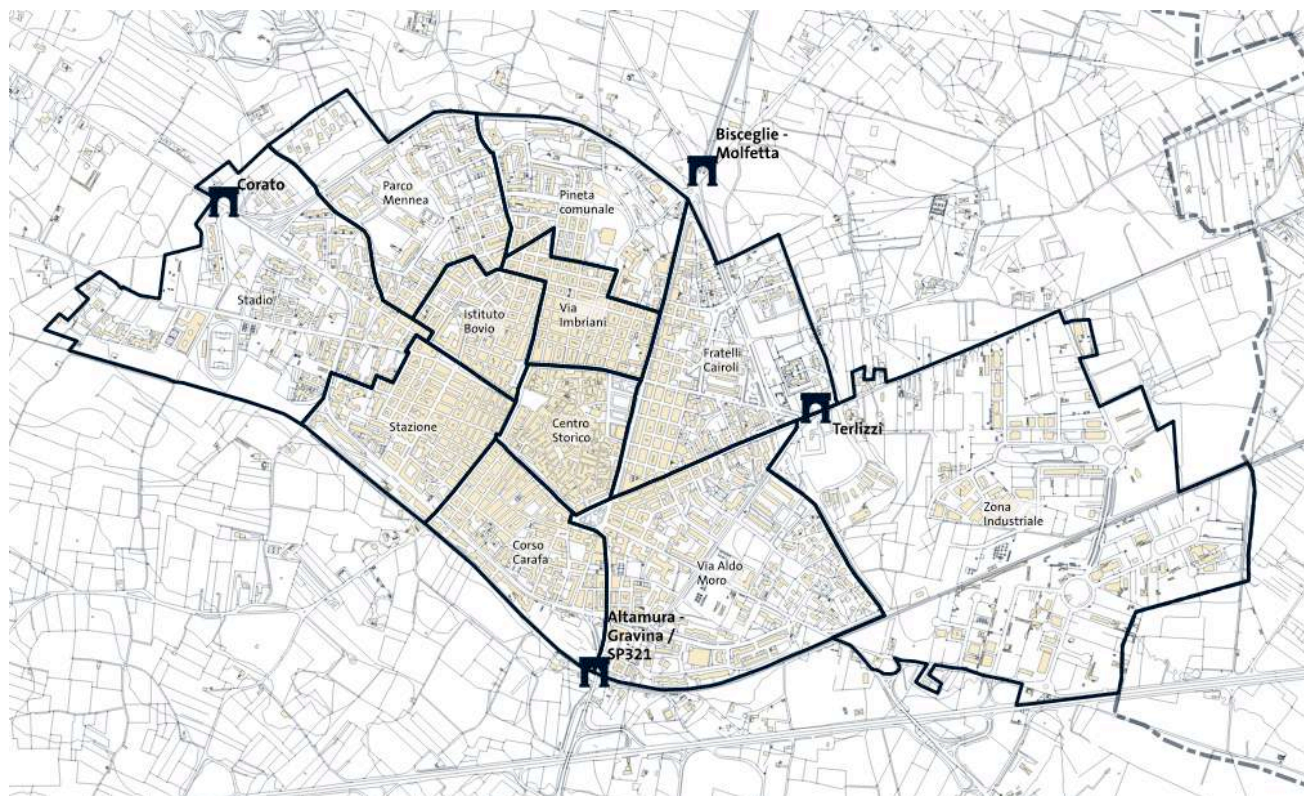 Bisceglie -
Molfetta
Corato
Parco
Mennea
Pineta
comunale
Stadio
Istituto
Bovio
Via
Imbriani
Fratelli
Cairoli
Stazione
Centro
Storico
Terlizzi
Zona
Industriale
Corso
Carafa
Via Aldo
Moro
Altamura -
Gravina /
SP321